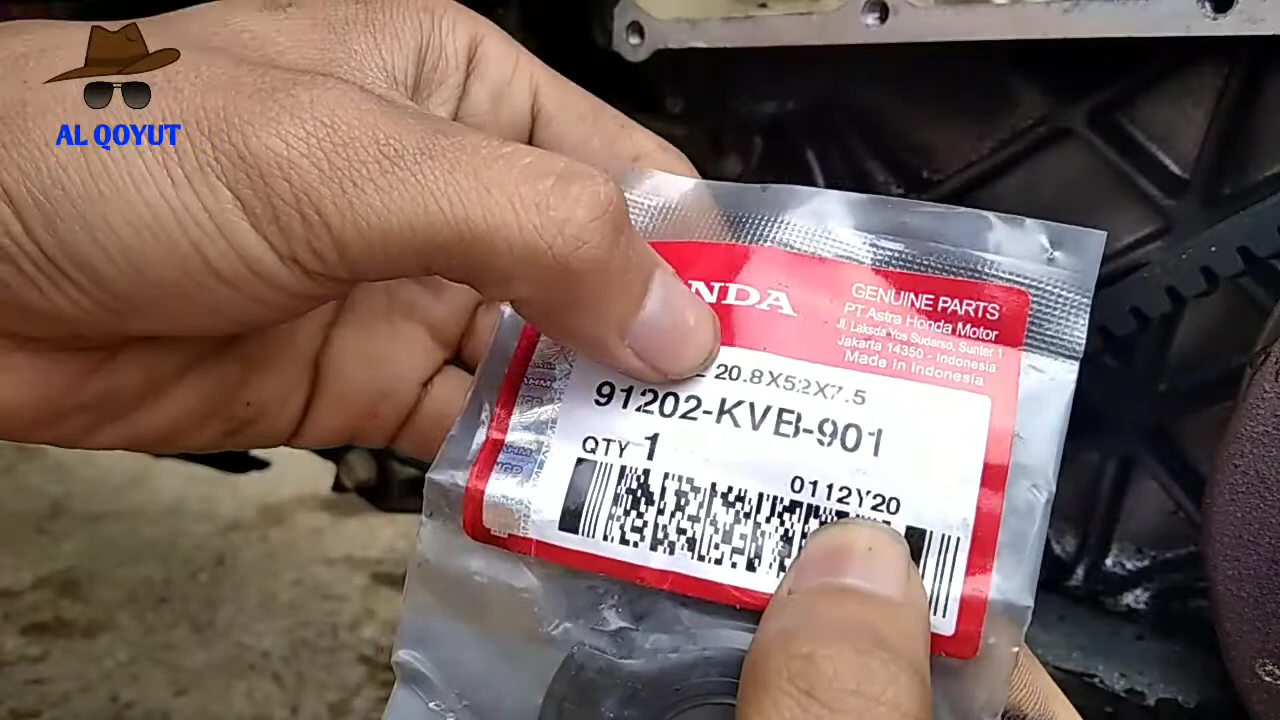 AL QOYUT
NDA
GENUINE PARTS
PT Astra Honda Motor
Jl. Laksda Yos Sudarso, Sunter 1
Jakarta 14350 - Indonesia
Made in Indonesia
20.8X52X7.5
91202-KVB-901
QTY 1
0112Y20